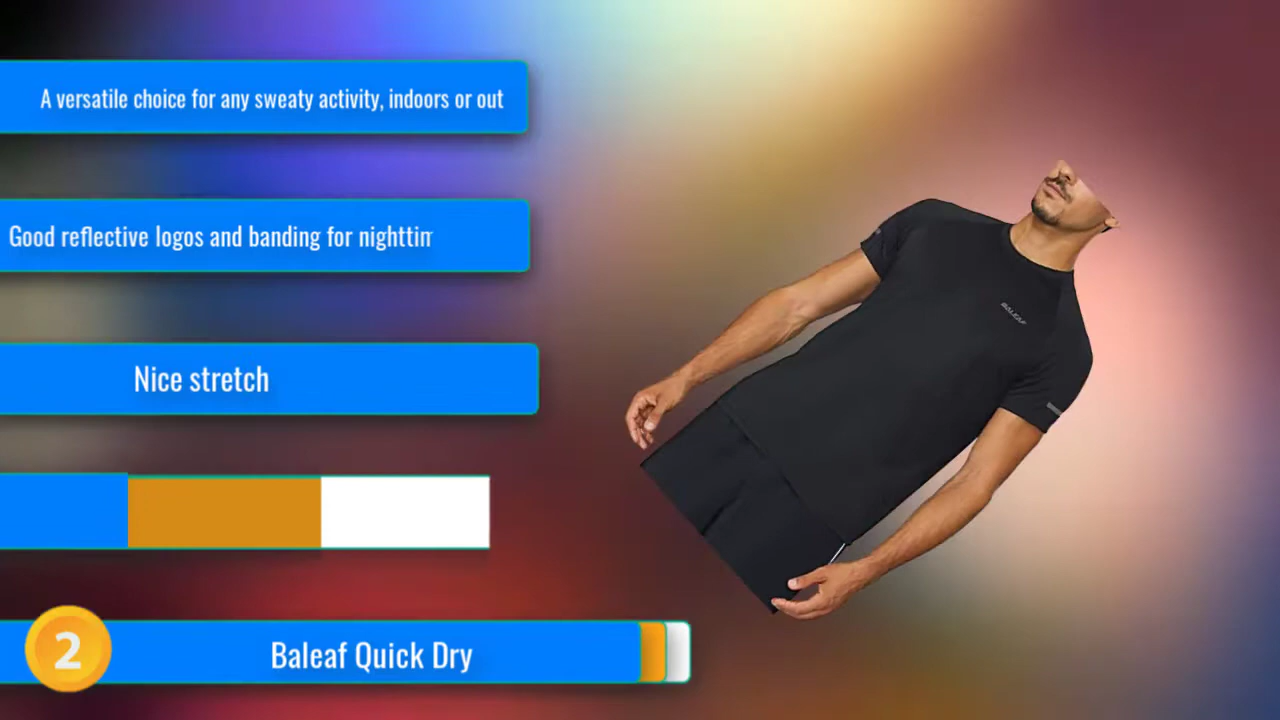 A versatile choice for any sweaty activity, indoors or out
Good reflective logos and banding for
Nice stretch
BALEAF
2
Baleaf Quick Dry